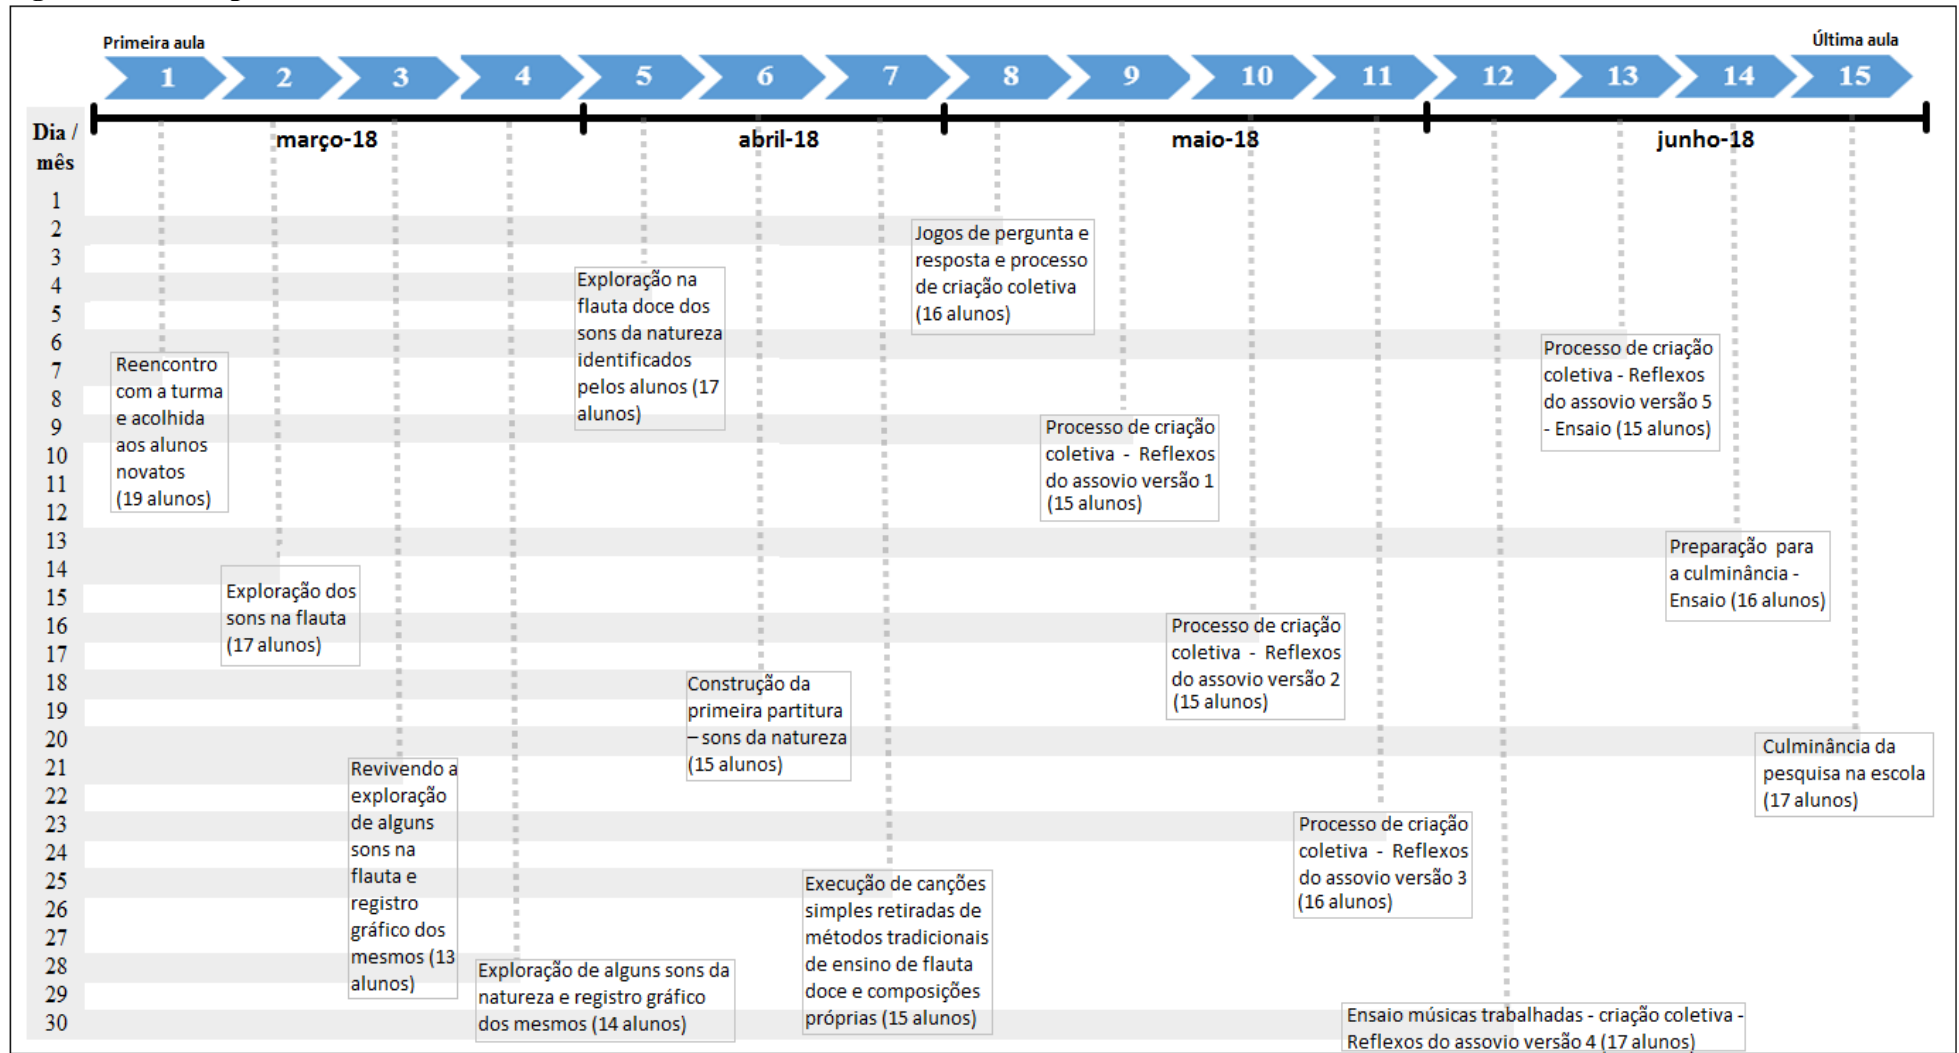 Primeira aula
Última aula
1 2 3 4 5 6 7 8 9 10 11 12 13 14 15
Dia /
mês
março-18
abril-18
maio-18
junho-18
1
2
3
4
5
6
7
8
9
10
11
12
13
14
15
16
17
18
19
20
21
22
23
24
25
26
27
28
29
30
Reencontro
com a turma
e acolhida
aos alunos
novatos
(19 alunos)
Exploração dos
sons na flauta
(17 alunos)
Revivendo a
exploração
de alguns
sons na
flauta e
registro
gráfico dos
mesmos (13
alunos)
Exploração de alguns sons da
natureza e registro gráfico
dos mesmos (14 alunos)
Exploração na
flauta doce dos
sons da natureza
identificados
pelos alunos (17
alunos)
Construção da
primeira partitura
– sons da natureza
(15 alunos)
Execução de canções
simples retiradas de
métodos tradicionais
de ensino de flauta
doce e composições
próprias (15 alunos)
Jogos de pergunta e
resposta e processo
de criação coletiva
(16 alunos)
Processo de criação
coletiva - Reflexos
do assovio versão 1
(15 alunos)
Processo de criação
coletiva - Reflexos
do assovio versão 2
(15 alunos)
Processo de criação
coletiva - Reflexos
do assovio versão 3
(16 alunos)
Ensaio músicas trabalhadas - criação coletiva -
Reflexos do assovio versão 4 (17 alunos)
Processo de criação
coletiva - Reflexos
do assovio versão 5
- Ensaio (15 alunos)
Preparação para
a culminância -
Ensaio (16 alunos)
Culminância da
pesquisa na escola
(17 alunos)